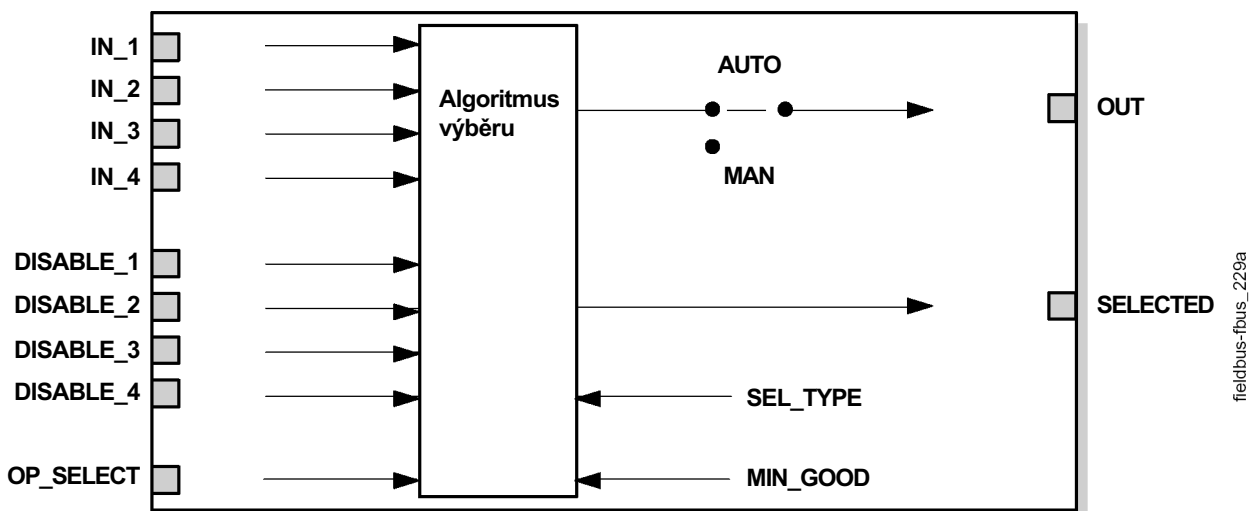 IN_1
IN_2
IN_3
IN_4
DISABLE_1
DISABLE_2
DISABLE_3
DISABLE_4
OP_SELECT
Algoritmus
výběru
AUTO
MAN
SEL_TYPE
MIN_GOOD
OUT
SELECTED
fieldbus-fbus_229a